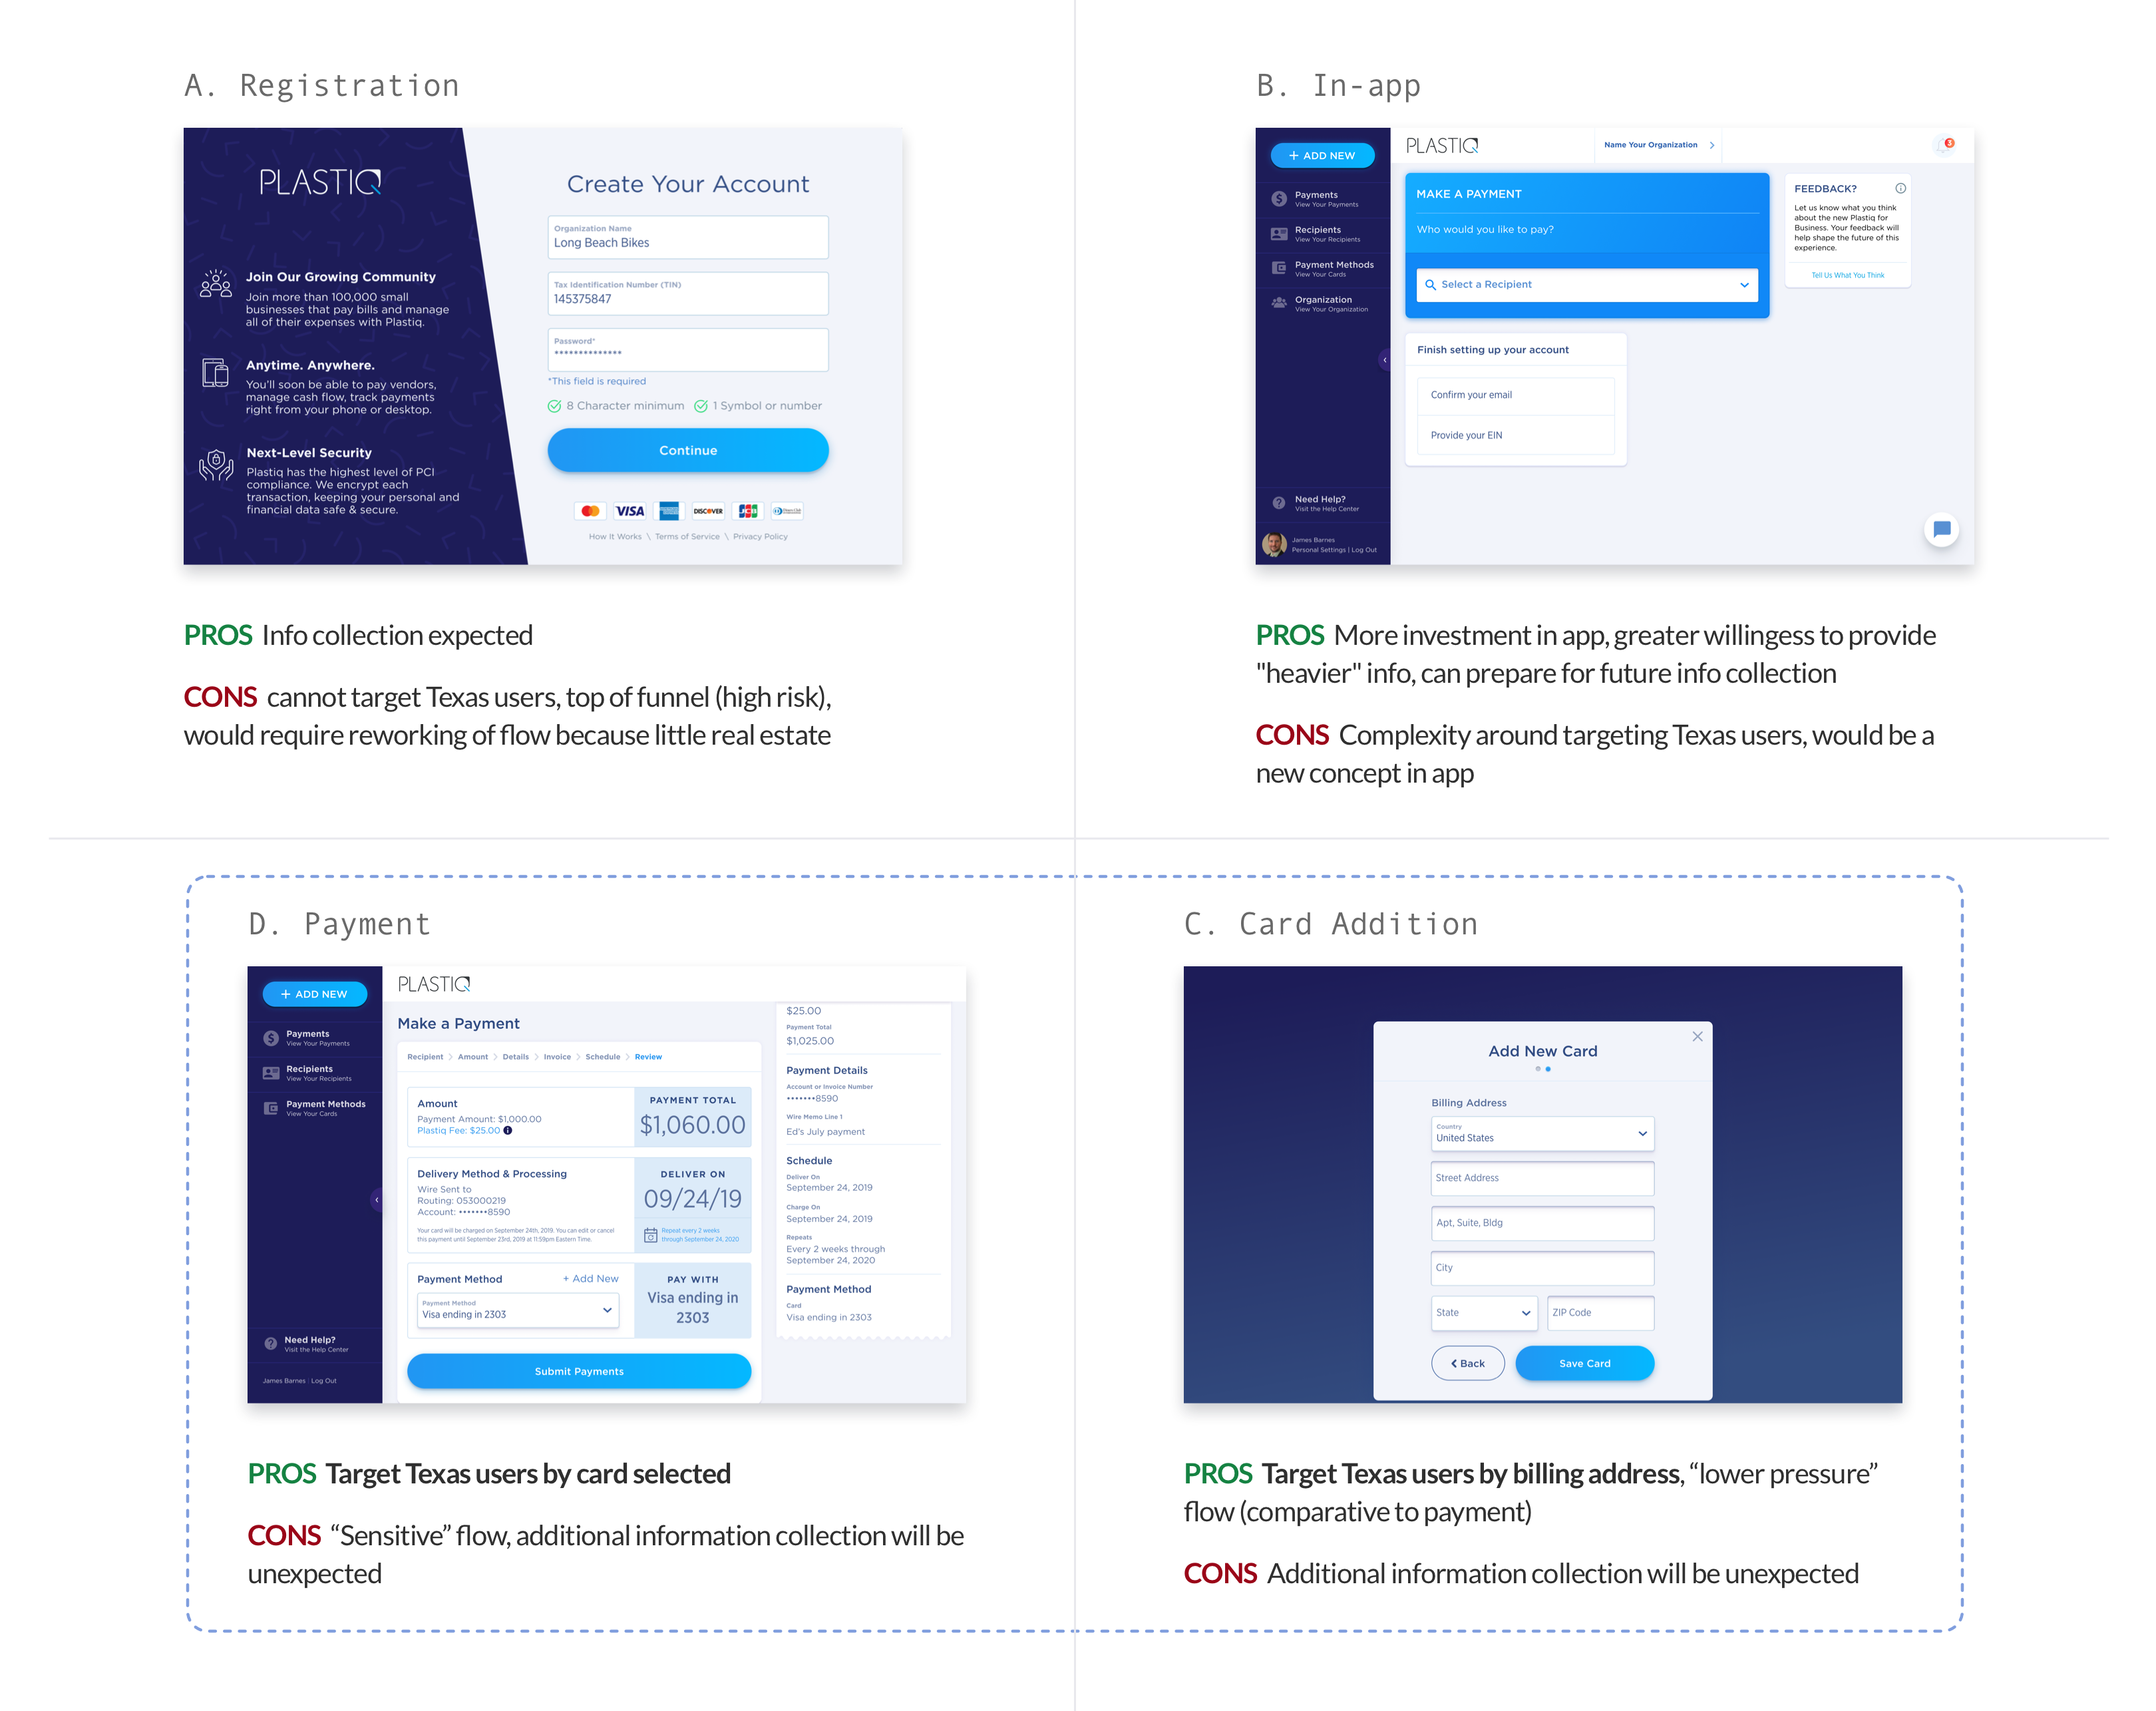 A. Registration
PLASTIQ
Join Our Growing Community
Join more than 100,000 small
businesses that pay bills and manage
all of their expenses with Plastiq.
Anytime. Anywhere.
You'll soon be able to pay vendors,
manage cash flow, track payments
right from your phone or desktop.
Next-Level Security
Plastiq has the highest level of PCI
compliance. We encrypt each
transaction, keeping your personal and
financial data safe & secure.
Create Your Account
Organization Name
Long Beach Bikes
Tax Identification Number (TIN)
145375847
Password*
**************
*This field is required
8 Character minimum 1 Symbol or number
Continue
VISA DISCOVER JCB
How It Works \ Terms of Service \ Privacy Policy
PROS Info collection expected
CONS cannot target Texas users, top of funnel (high risk),
would require reworking of flow because little real estate
B. In-app
+ ADD NEW
Payments
View Your Payments
Recipients
View Your Recipients
Payment Methods
View Your Cards
Organization
View Your Organization
Need Help?
Visit the Help Center
James Barnes
Personal Settings | Log Out
PLASTIQ
Name Your Organization >
3
MAKE A PAYMENT
Who would you like to pay?
Select a Recipient
FEEDBACK?
Let us know what you think
about the new Plastiq for
Business. Your feedback will
help shape the future of this
experience.
Tell Us What You Think
Finish setting up your account
Confirm your email
Provide your EIN
PROS More investment in app, greater willingess to provide
"heavier" info, can prepare for future info collection
CONS Complexity around targeting Texas users, would be a
new concept in app
D. Payment
+ ADD NEW
Payments
View Your Payments
Recipients
View Your Recipients
Payment Methods
View Your Cards
Need Help?
Visit the Help Center
James Barnes | Log Out
PLASTIQ
Make a Payment
Recipient > Amount > Details > Invoice > Schedule > Review
Amount
Payment Amount: $1,000.00
Plastiq Fee: $25.00
PAYMENT TOTAL
$1,060.00
Delivery Method & Processing
Wire Sent to
Routing: 053000219
Account: •••••••8590
Your card will be charged on September 24th, 2019. You can edit or cancel
this payment until September 23rd, 2019 at 11:59pm Eastern Time.
DELIVER ON
09/24/19
Repeat every 2 weeks
through September 24, 2020
Payment Method + Add New
Payment Method
Visa ending in 2303
PAY WITH
Visa ending in
2303
Submit Payments
$25.00
Payment Total
$1,025.00
Payment Details
Account or Invoice Number
•••••••8590
Wire Memo Line 1
Ed's July payment
Schedule
Deliver On
September 24, 2019
Charge On
September 24, 2019
Repeats
Every 2 weeks through
September 24, 2020
Payment Method
Card
Visa ending in 2303
PROS Target Texas users by card selected
CONS “Sensitive” flow, additional information collection will be
unexpected
C. Card Addition
Add New Card
Billing Address
Country
United States
Street Address
Apt, Suite, Bldg
City
State ZIP Code
Back Save Card
PROS Target Texas users by billing address, “lower pressure”
flow (comparative to payment)
CONS Additional information collection will be unexpected